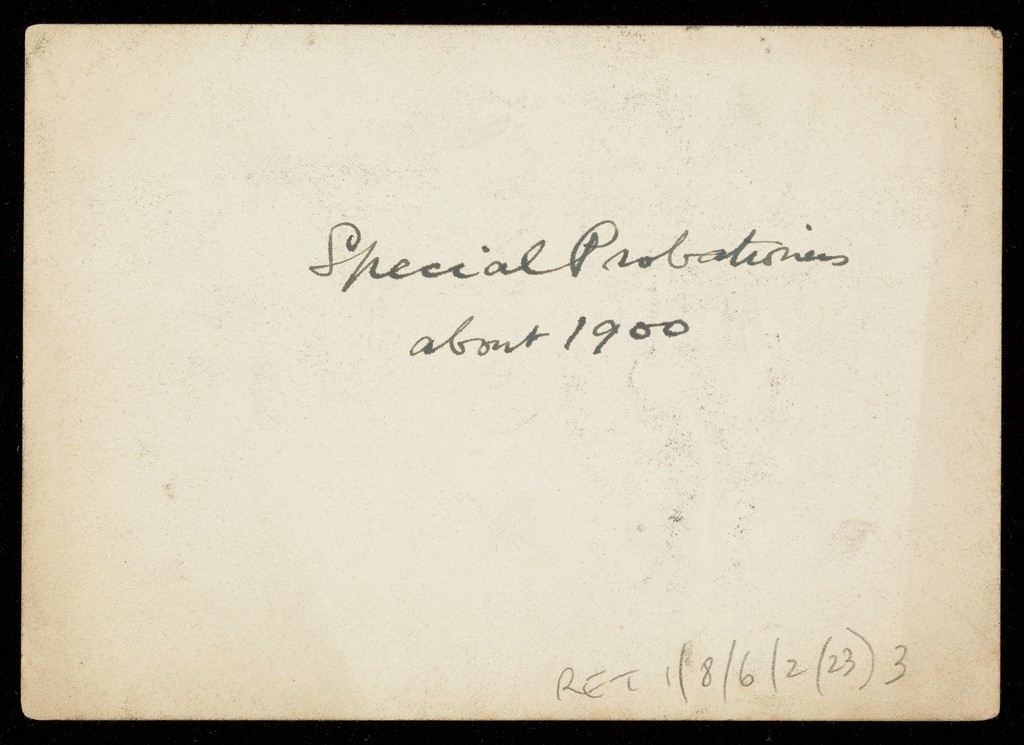 Special Probationers
about 1900
RET 1/8/6/2/(23) 3